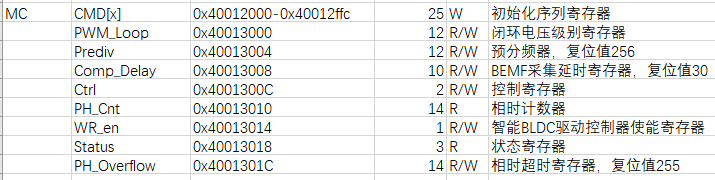 MC CMD[x] 0x40012000-0x40012ffc 25 W 初始化序列寄存器
PWM_Loop 0x40013000 12 R/W 闭环电压级别寄存器
Prediv 0x40013004 12 R/W 预分频器，复位值256
Comp_Delay 0x40013008 10 R/W BEMF采集延时寄存器，复位值30
Ctrl 0x4001300C 2 R/W 控制寄存器
PH_Cnt 0x40013010 14 R 相时计数器
WR_en 0x40013014 1 R/W 智能BLDC驱动控制器使能寄存器
Status 0x40013018 3 R 状态寄存器
PH_Overflow 0x4001301C 14 R/W 相时超时寄存器，复位值255